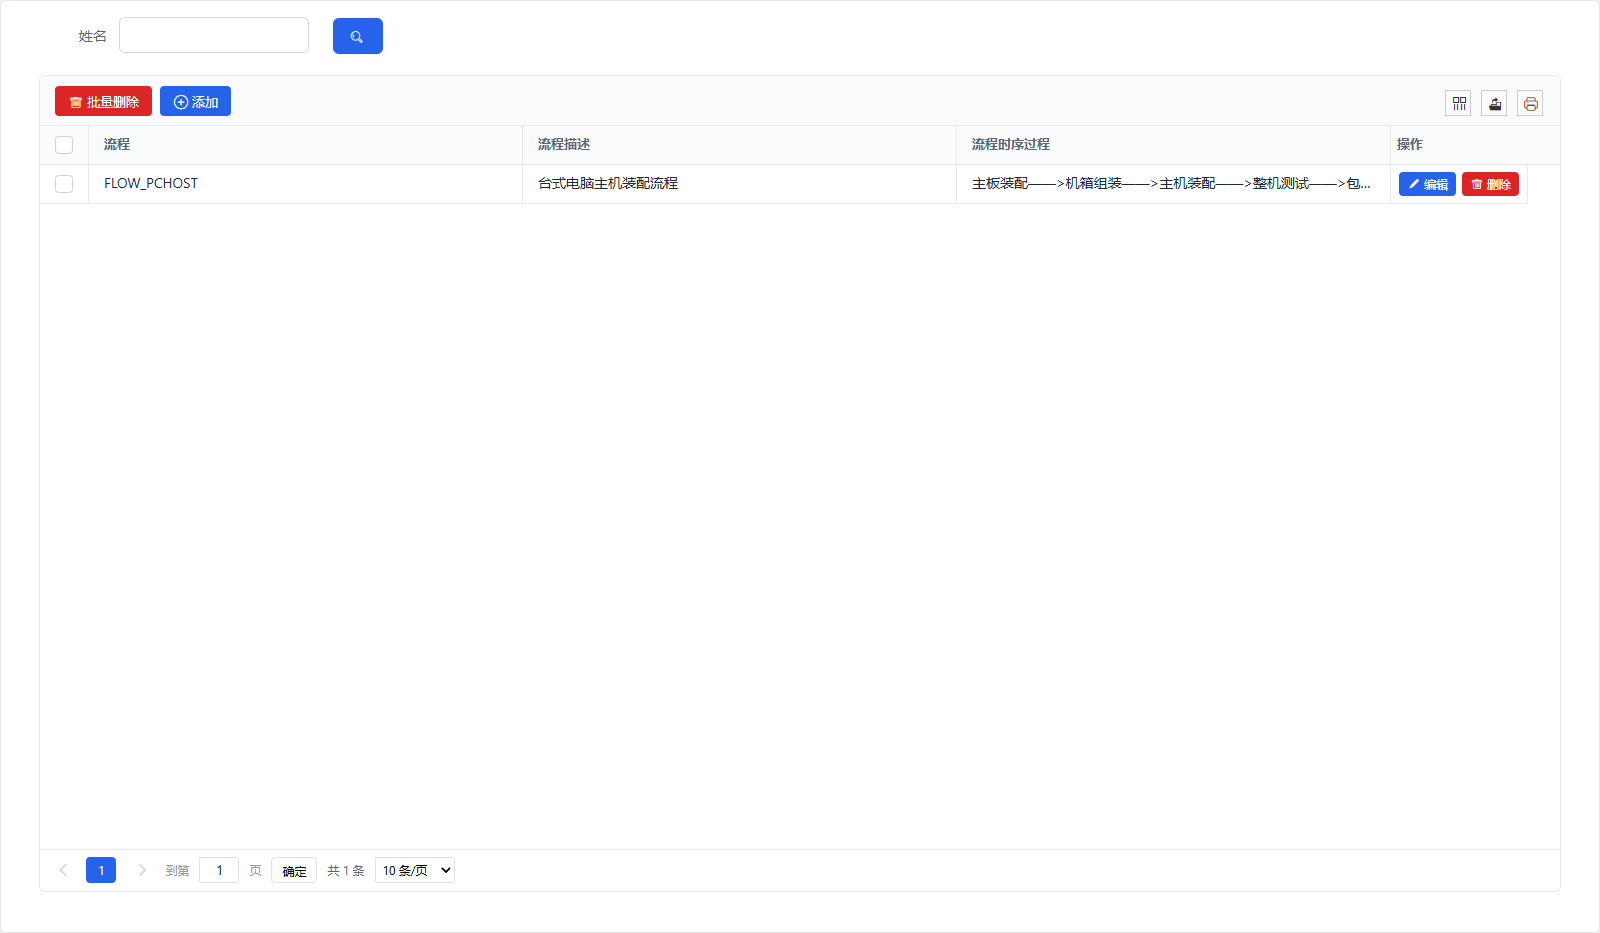 姓名
批量删除 添加
流程 流程描述 流程时序过程 操作
FLOW_PCHOST 台式电脑主机装配流程 主板装配——>机箱组装——>主机装配——>整机测试——>包... 编辑 删除
1 到第 1 页 确定 共 1 条 10 条/页